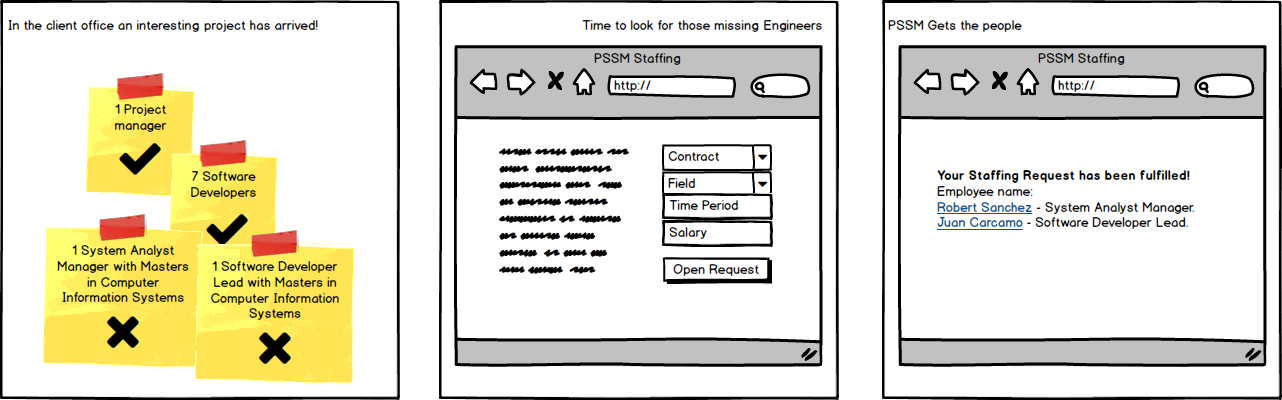 In the client office an interesting project has arrived!
1 Project
manager
7 Software
Developers
1 System Analyst
Manager with Masters
in Computer
Information Systems
1 Software Developer
Lead with Masters in
Computer Information
Systems
Time to look for those missing Engineers
PSSM Staffing
http://
Contract
Field
Time Period
Salary
Open Request
PSSM Gets the people
PSSM Staffing
http://
Your Staffing Request has been fulfilled!
Employee name:
Robert Sanchez - System Analyst Manager.
Juan Carcamo - Software Developer Lead.